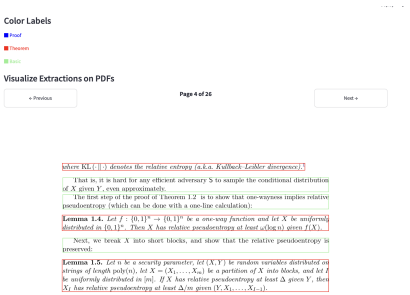 Color Labels
Proof
Theorem
Basic
Visualize Extractions on PDFs
Page 4 of 26
← Previous
Next →
where KL(· || ·) denotes the relative entropy (a.k.a. Kullback-Leibler divergence).
That is, it is hard for any efficient adversary S to sample the conditional distribution
of X given Y, even approximately.
The first step of the proof of Theorem 1.2 is to show that one-wayness implies relative
pseudoentropy (which can be done with a one-line calculation):
Lemma 1.4. Let f : {0, 1}ⁿ → {0, 1}ⁿ be a one-way function and let X be uniformly
distributed in {0, 1}ⁿ. Then X has relative pseudoentropy at least ω(log n) given f(X).
Next, we break X into short blocks, and show that the relative pseudoentropy is
preserved:
Lemma 1.5. Let n be a security parameter, let (X, Y) be random variables distributed on
strings of length poly(n), let X = (X₁, . . . , Xₘ) be a partition of X into blocks, and let I
be uniformly distributed in [m]. If X has relative pseudoentropy at least Δ given Y, then
X_I has relative pseudoentropy at least Δ/m given (Y, X₁, . . . , X_{I−1}).